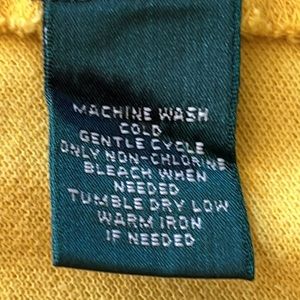 MACHINE WASH
COLD
GENTLE CYCLE
ONLY NON-CHLORINE
BLEACH WHEN
NEEDED
TUMBLE DRY LOW
WARM IRON
IF NEEDED